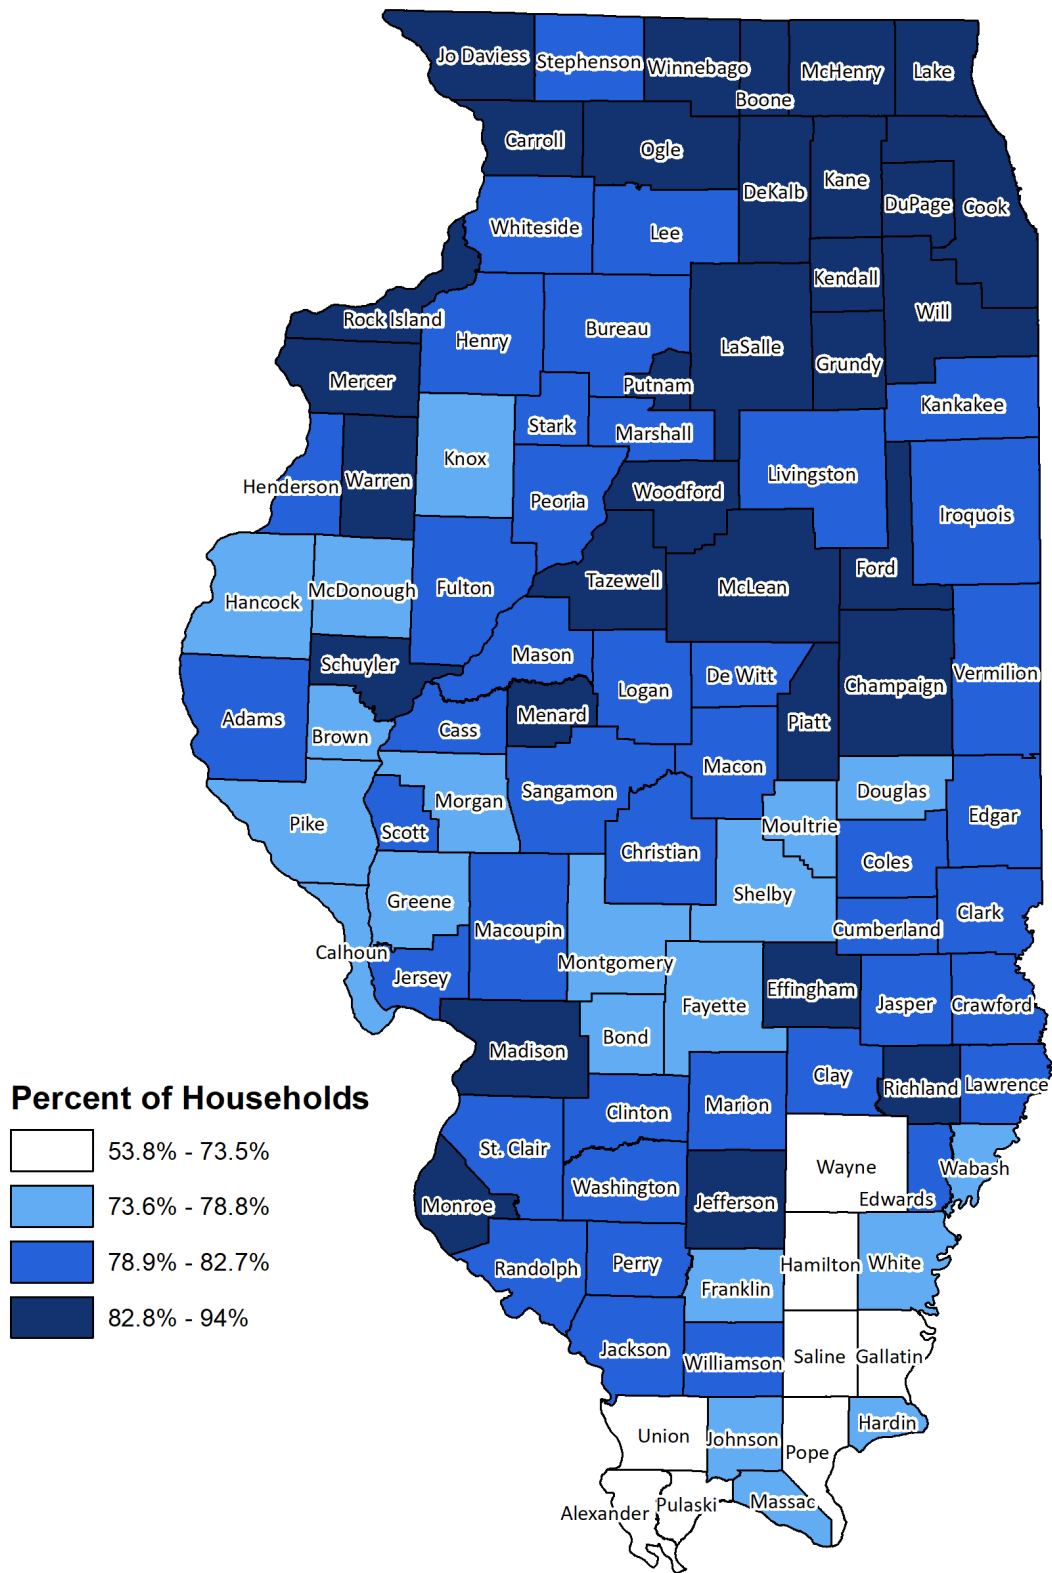 Jo Daviess
Stephenson
Winnebago
Boone
McHenry
Lake
Carroll
Ogle
DeKalb
Kane
DuPage
Cook
Whiteside
Lee
Kendall
Will
Rock Island
Henry
Bureau
LaSalle
Grundy
Mercer
Putnam
Kankakee
Stark
Marshall
Knox
Henderson
Warren
Peoria
Woodford
Livingston
Iroquois
Hancock
McDonough
Fulton
Tazewell
McLean
Ford
Schuyler
Mason
Logan
De Witt
Champaign
Vermilion
Adams
Brown
Cass
Menard
Piatt
Macon
Pike
Scott
Morgan
Sangamon
Christian
Moultrie
Douglas
Edgar
Coles
Shelby
Greene
Macoupin
Cumberland
Clark
Calhoun
Jersey
Montgomery
Fayette
Effingham
Jasper
Crawford
Bond
Madison
Clay
Richland
Lawrence
Percent of Households
53.8% - 73.5%
73.6% - 78.8%
78.9% - 82.7%
82.8% - 94%
Clinton
Marion
St. Clair
Wayne
Wabash
Washington
Edwards
Monroe
Jefferson
Randolph
Perry
Hamilton
White
Franklin
Jackson
Williamson
Saline
Gallatin
Union
Johnson
Pope
Hardin
Alexander
Pulaski
Massac